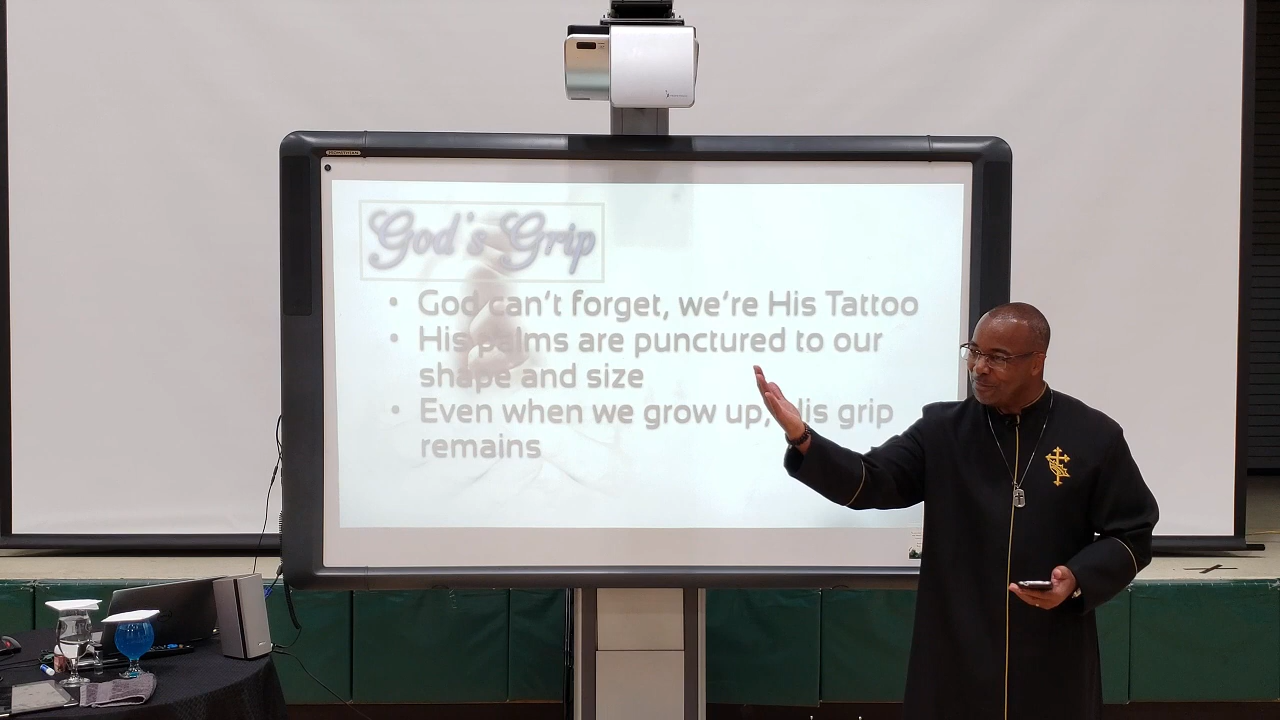 PROMETHEAN
God's Grip
• God can't forget, we're His Tattoo
• His palms are punctured to our
shape and size
• Even when we grow up, His grip
remains